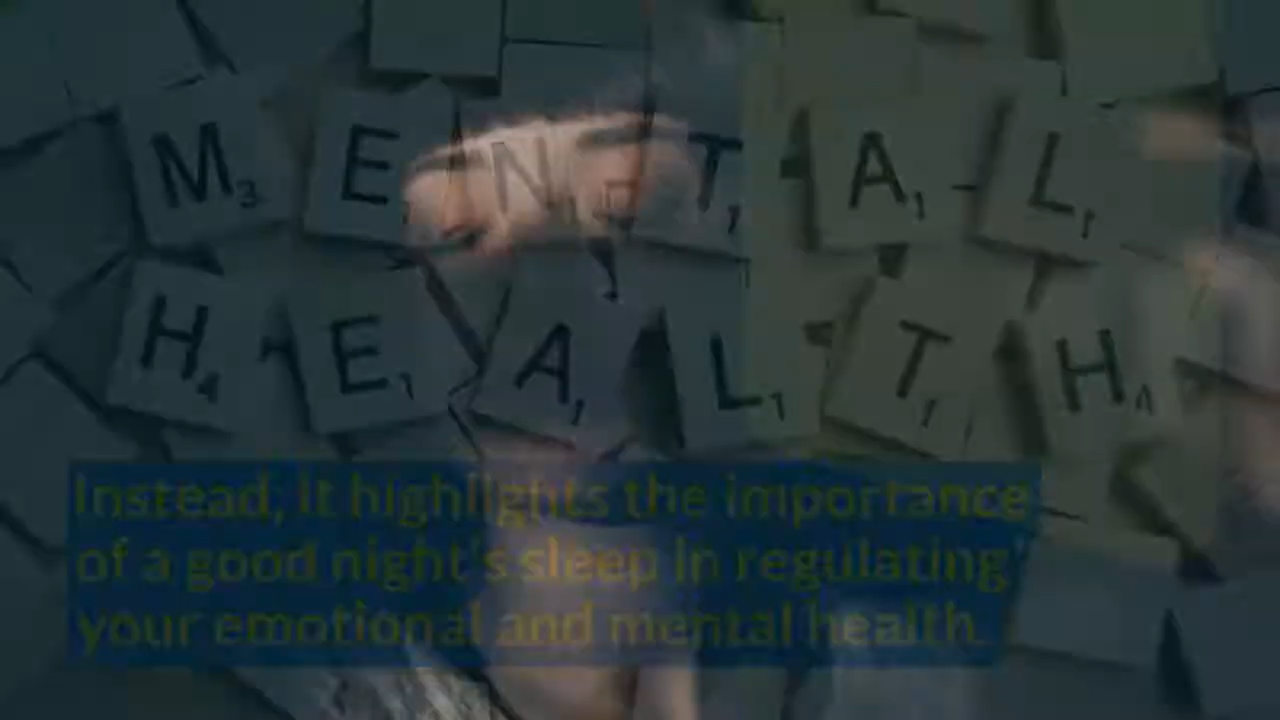 MENTAL
HEALTH
Instead, it highlights the importance
of a good night's sleep in regulating
your emotional and mental health.